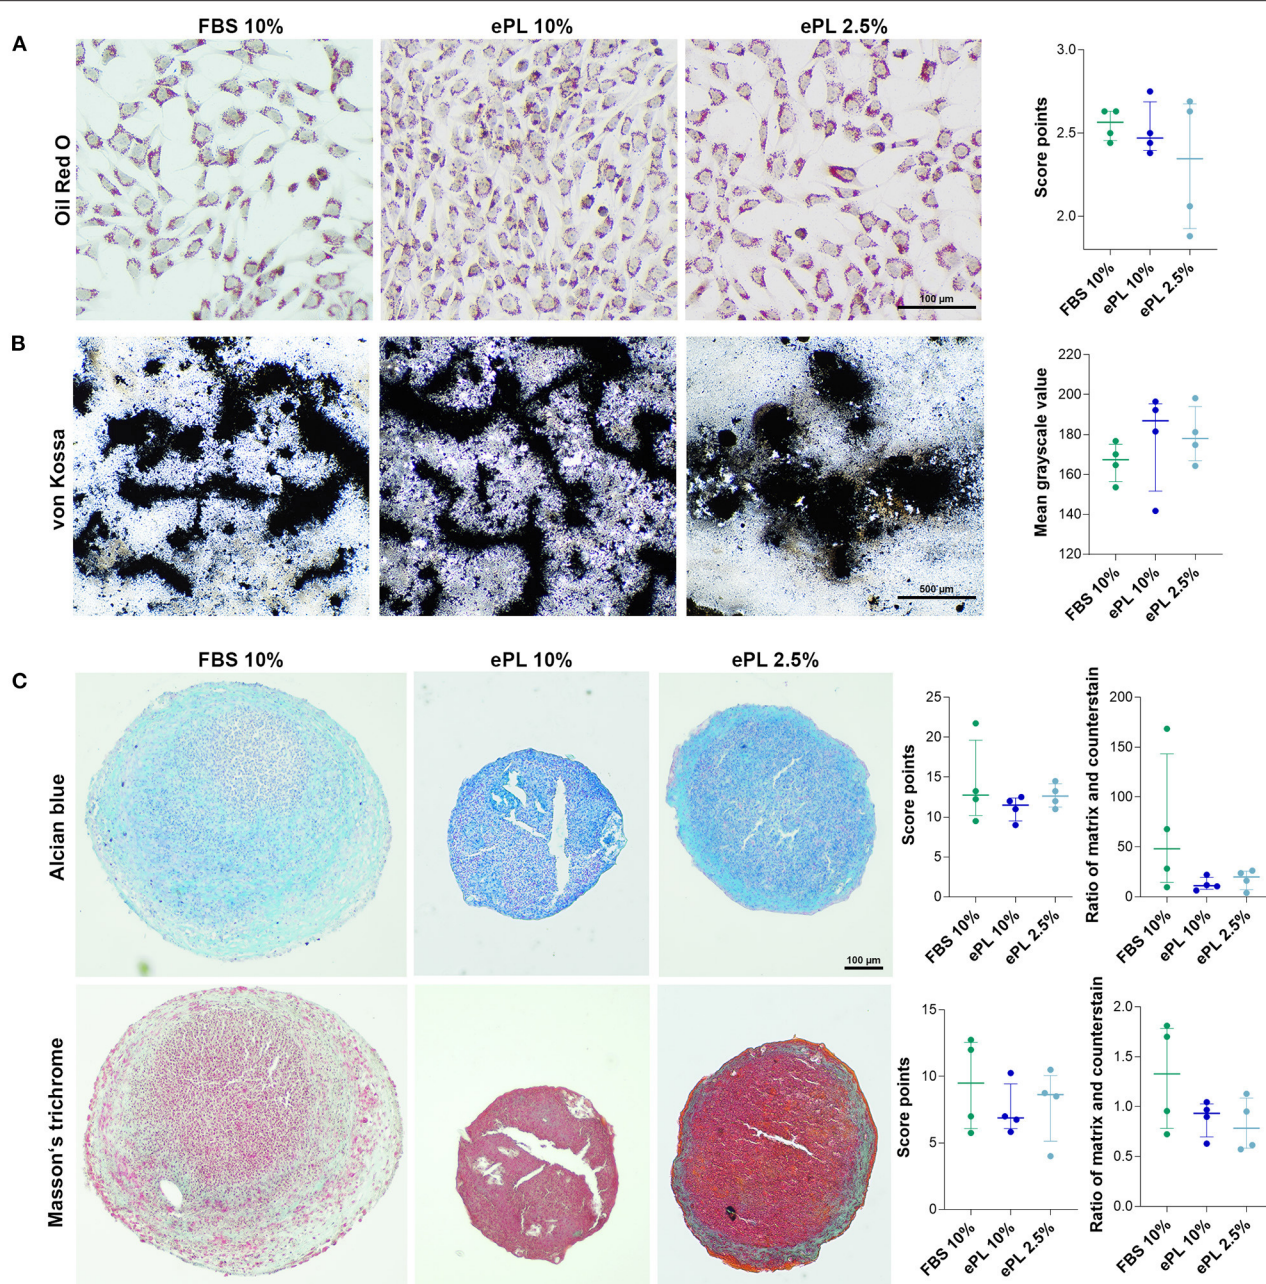 A
FBS 10%
ePL 10%
ePL 2.5%
Oil Red O
100 µm
Score points
3.0
2.5
2.0
FBS 10%
ePL 10%
ePL 2.5%
B
von Kossa
500 µm
Mean grayscale value
220
200
180
160
140
120
FBS 10%
ePL 10%
ePL 2.5%
C
FBS 10%
ePL 10%
ePL 2.5%
Alcian blue
100 µm
Score points
25
20
15
10
5
0
FBS 10%
ePL 10%
ePL 2.5%
Ratio of matrix and counterstain
200
150
100
50
0
FBS 10%
ePL 10%
ePL 2.5%
Masson‘s trichrome
Score points
15
10
5
0
FBS 10%
ePL 10%
ePL 2.5%
Ratio of matrix and counterstain
2.0
1.5
1.0
0.5
0.0
FBS 10%
ePL 10%
ePL 2.5%